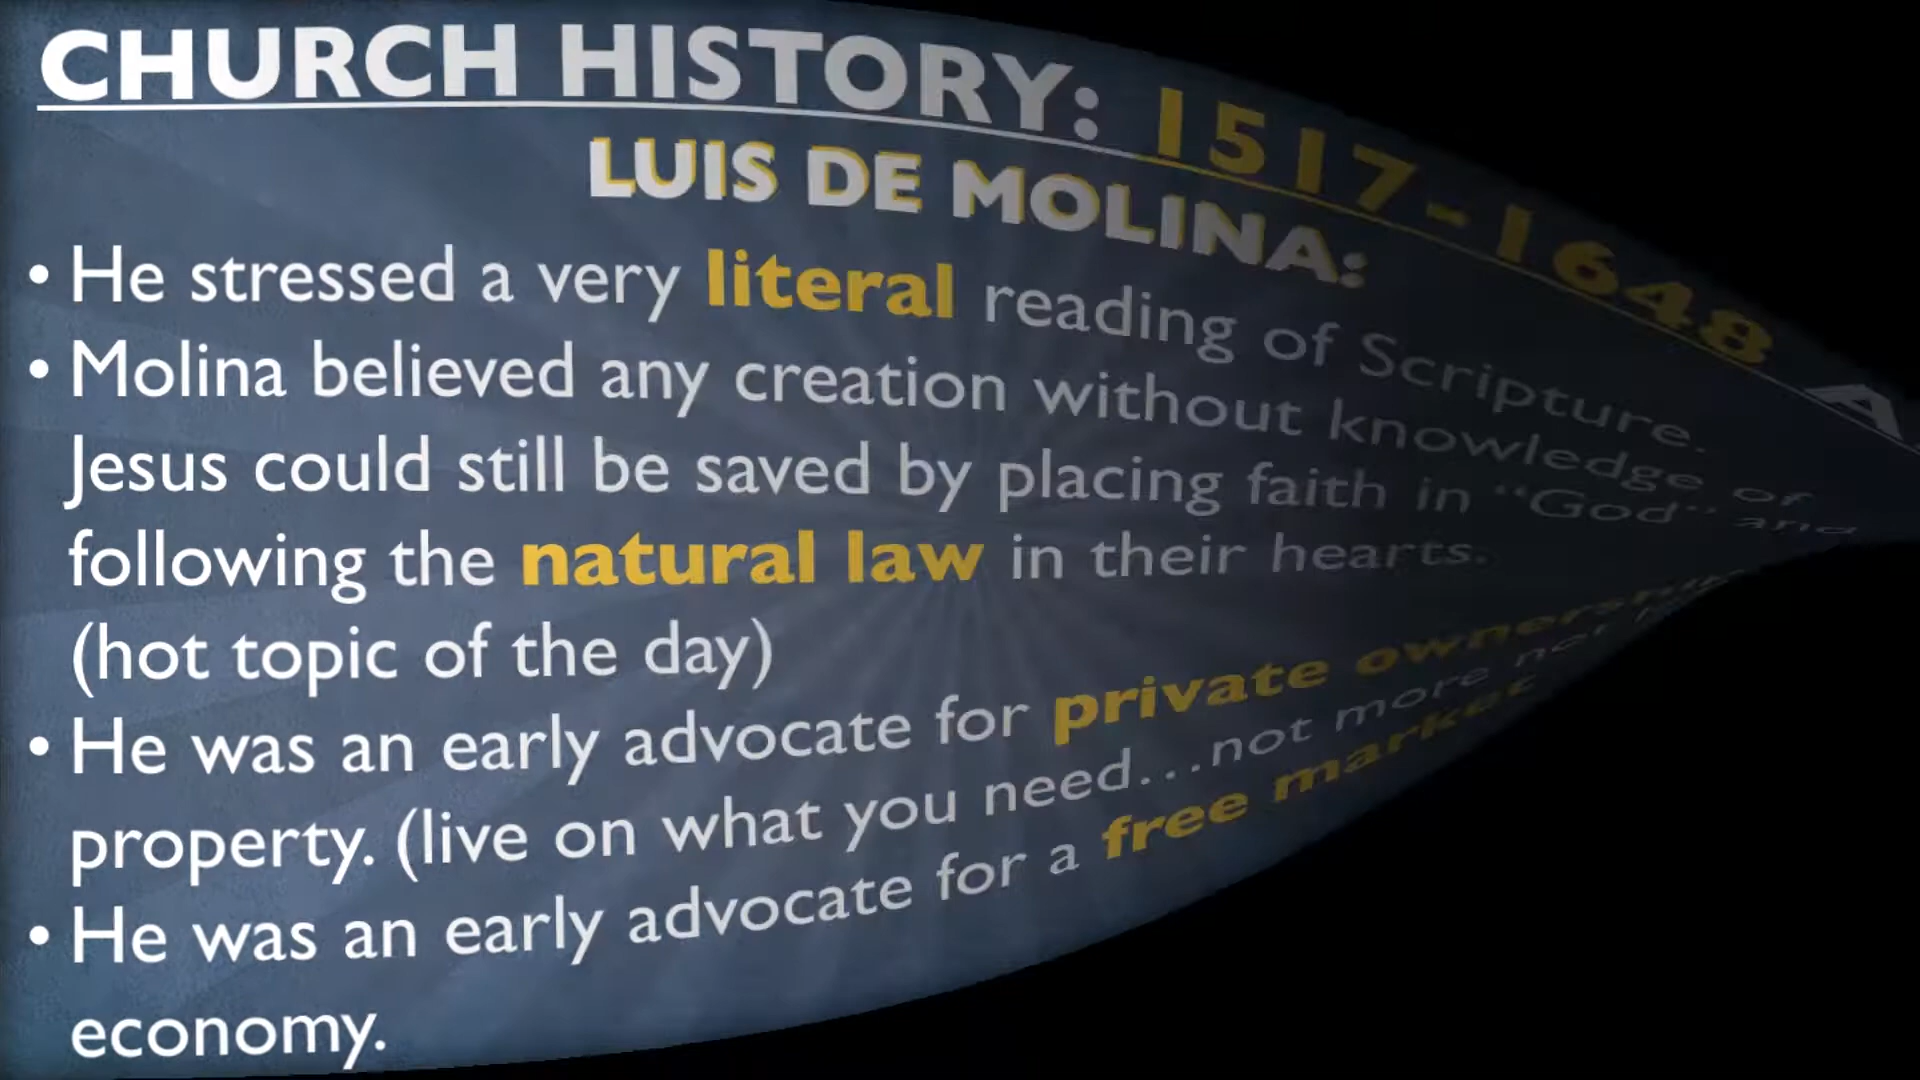 CHURCH HISTORY: 1517-1648 A
LUIS DE MOLINA:
• He stressed a very literal reading of Scripture.
• Molina believed any creation without knowledge of
Jesus could still be saved by placing faith in “God” and
following the natural law in their hearts.
(hot topic of the day)
• He was an early advocate for private
property. (live on what you need...not more not
• He was an early advocate for a free market
economy.